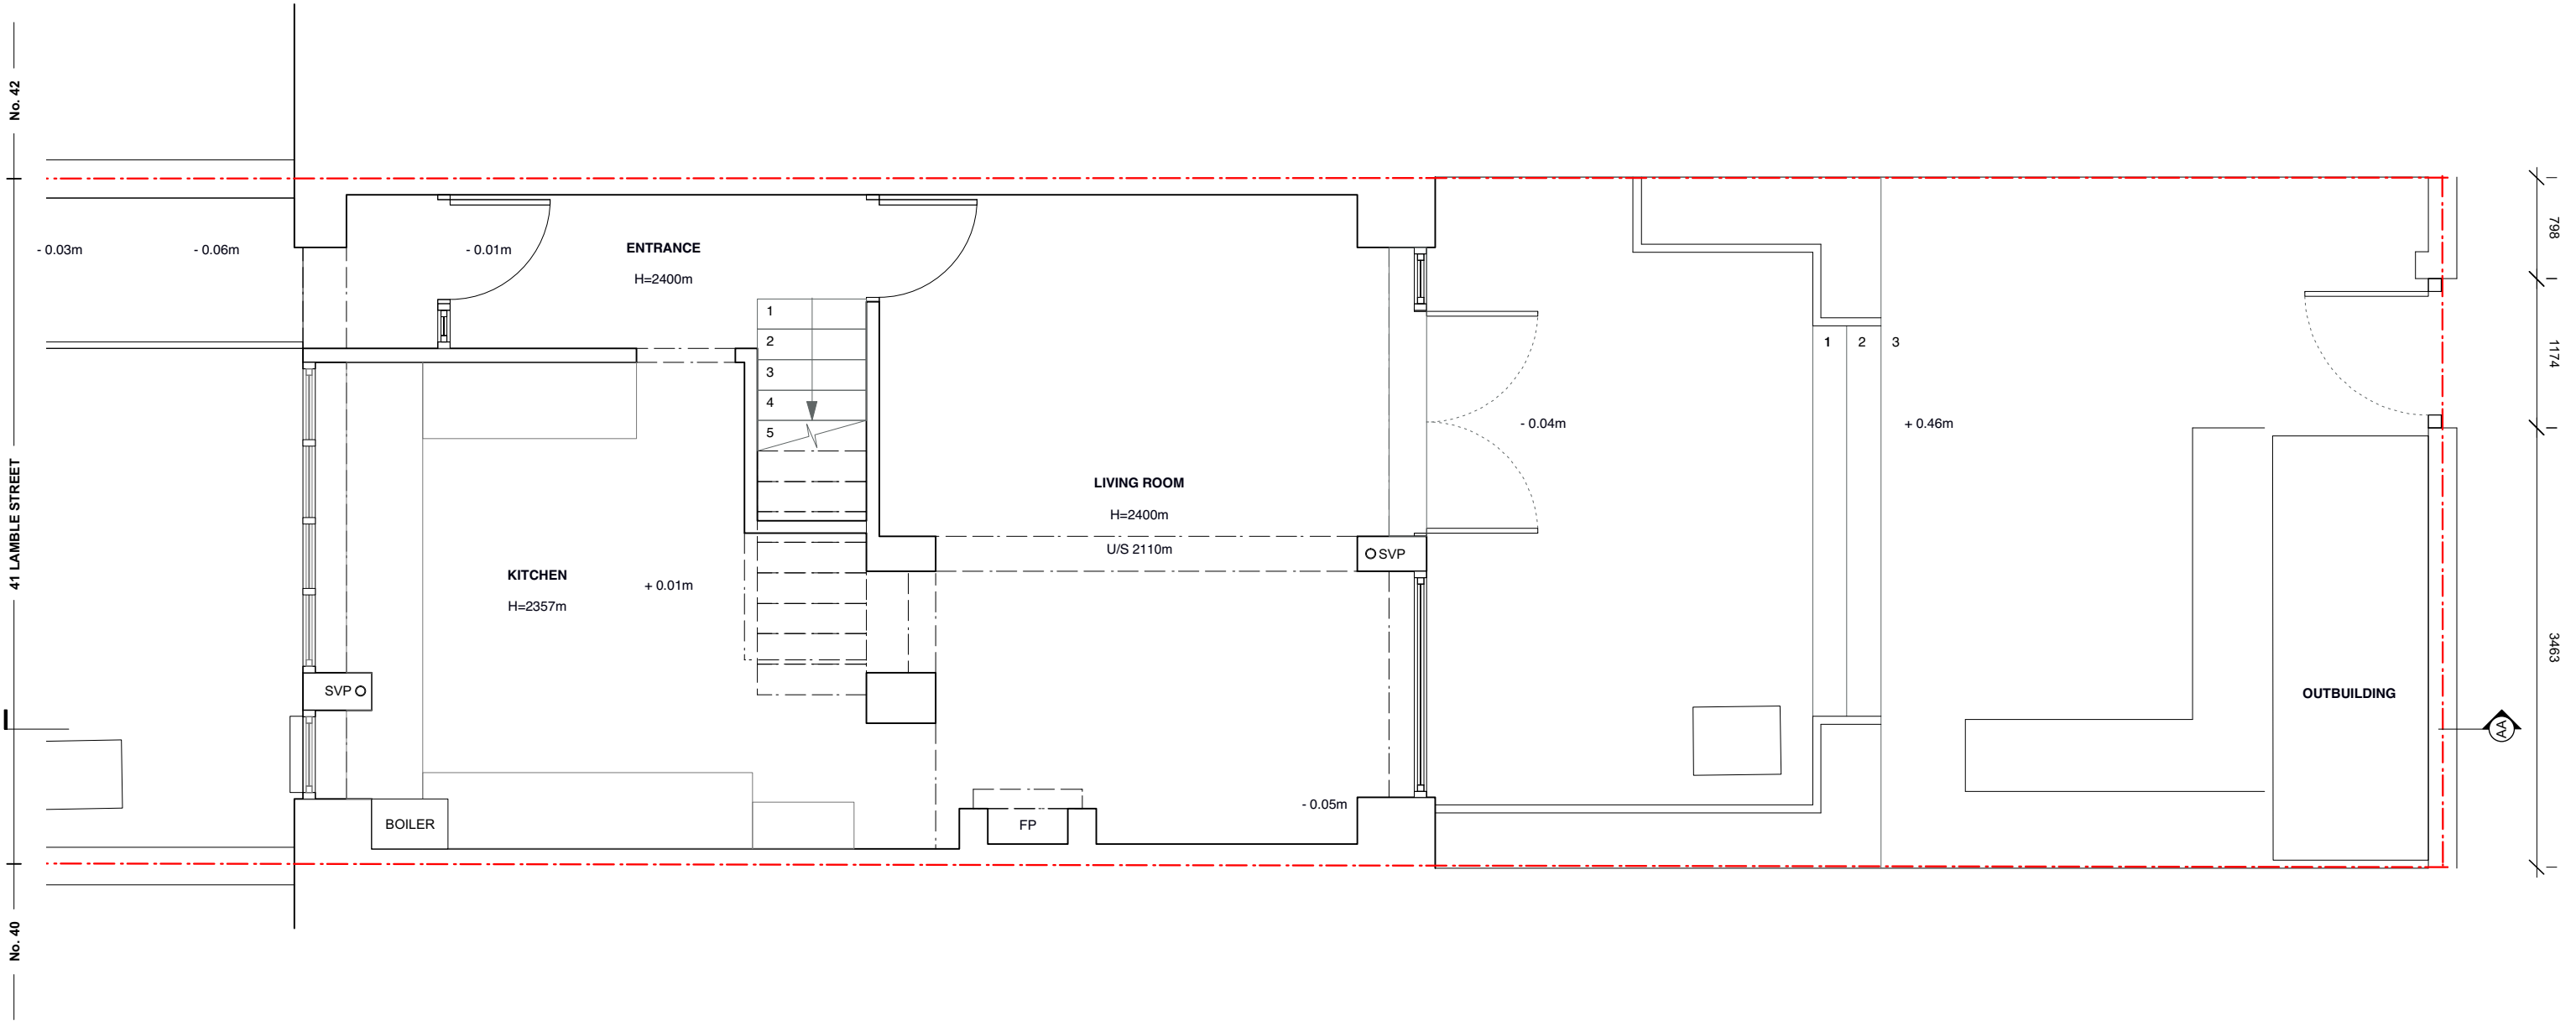 No. 42
41 LAMBLE STREET
No. 40
- 0.03m
- 0.06m
- 0.01m
ENTRANCE
H=2400m
1
2
3
4
5
KITCHEN
H=2357m
+ 0.01m
SVP
BOILER
LIVING ROOM
H=2400m
U/S 2110m
SVP
FP
- 0.05m
- 0.04m
1
2
3
+ 0.46m
OUTBUILDING
798
1174
3463
AA